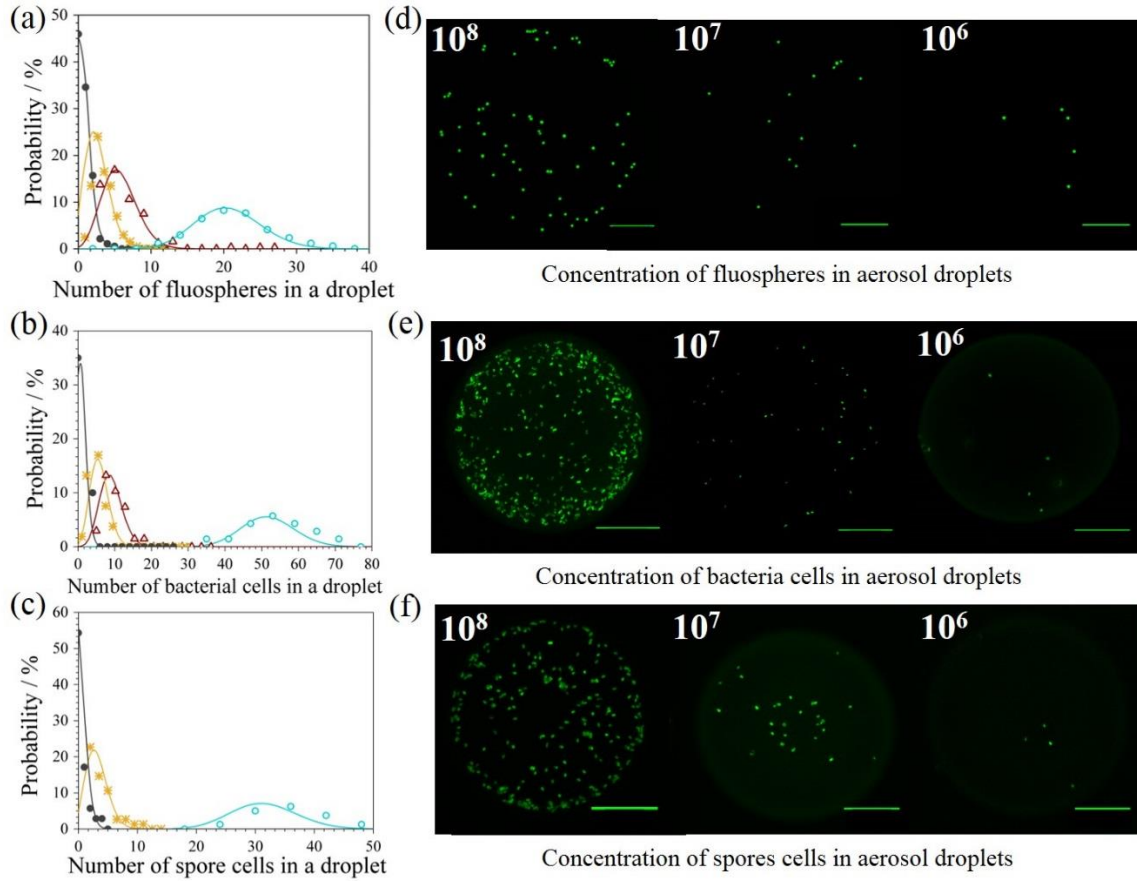 (a)
50
40
30
20
10
0
Probability / %
0 10 20 30 40
Number of fluospheres in a droplet
(d)
10⁸ 10⁷ 10⁶
Concentration of fluospheres in aerosol droplets
(b)
40
30
20
10
0
Probability / %
0 10 20 30 40 50 60 70 80
Number of bacterial cells in a droplet
(e)
10⁸ 10⁷ 10⁶
Concentration of bacteria cells in aerosol droplets
(c)
60
50
40
30
20
10
0
Probability / %
0 10 20 30 40 50
Number of spore cells in a droplet
(f)
10⁸ 10⁷ 10⁶
Concentration of spores cells in aerosol droplets